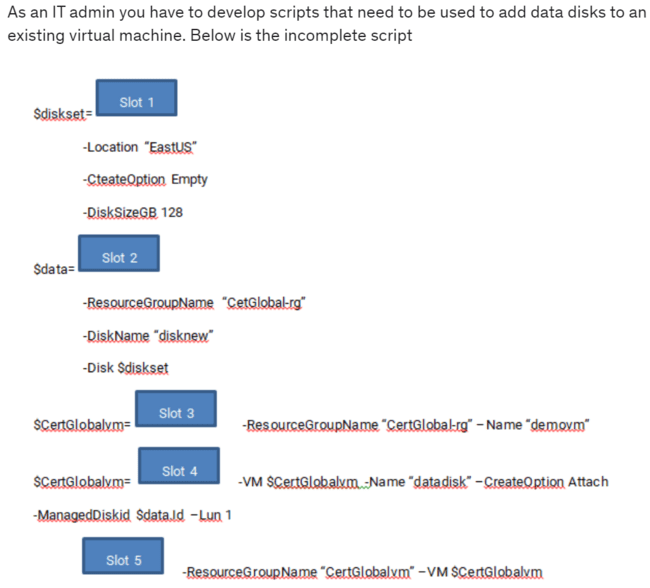 As an IT admin you have to develop scripts that need to be used to add data disks to an
existing virtual machine. Below is the incomplete script
$diskset= Slot 1
-Location "EastUS"
-CteateOption Empty
-DiskSizeGB 128
$data= Slot 2
-ResourceGroupName "CetGlobal-rg"
-DiskName "disknew"
-Disk $diskset
$CertGlobalvm= Slot 3 -ResourceGroupName "CertGlobal-rg" – Name "demovm"
$CertGlobalvm= Slot 4 -VM $CertGlobalvm -Name "datadisk" –CreateOption Attach
-ManagedDiskid $data.Id –Lun 1
Slot 5 -ResourceGroupName "CertGlobalvm" –VM $CertGlobalvm